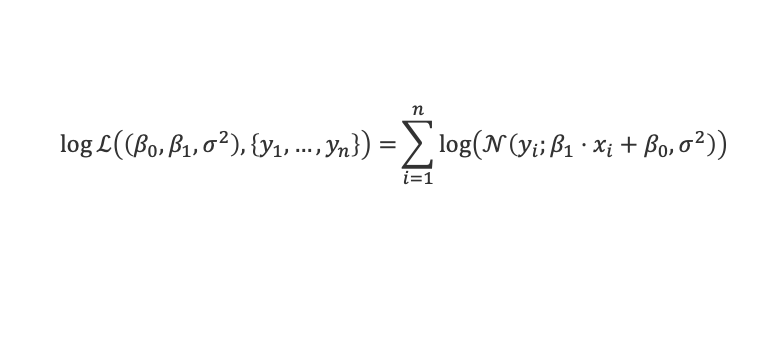 log ℒ((β₀, β₁, σ²), {y₁, …, yₙ}) = ∑ᵢ₌₁ⁿ log(𝒩(yᵢ; β₁ · xᵢ + β₀, σ²))